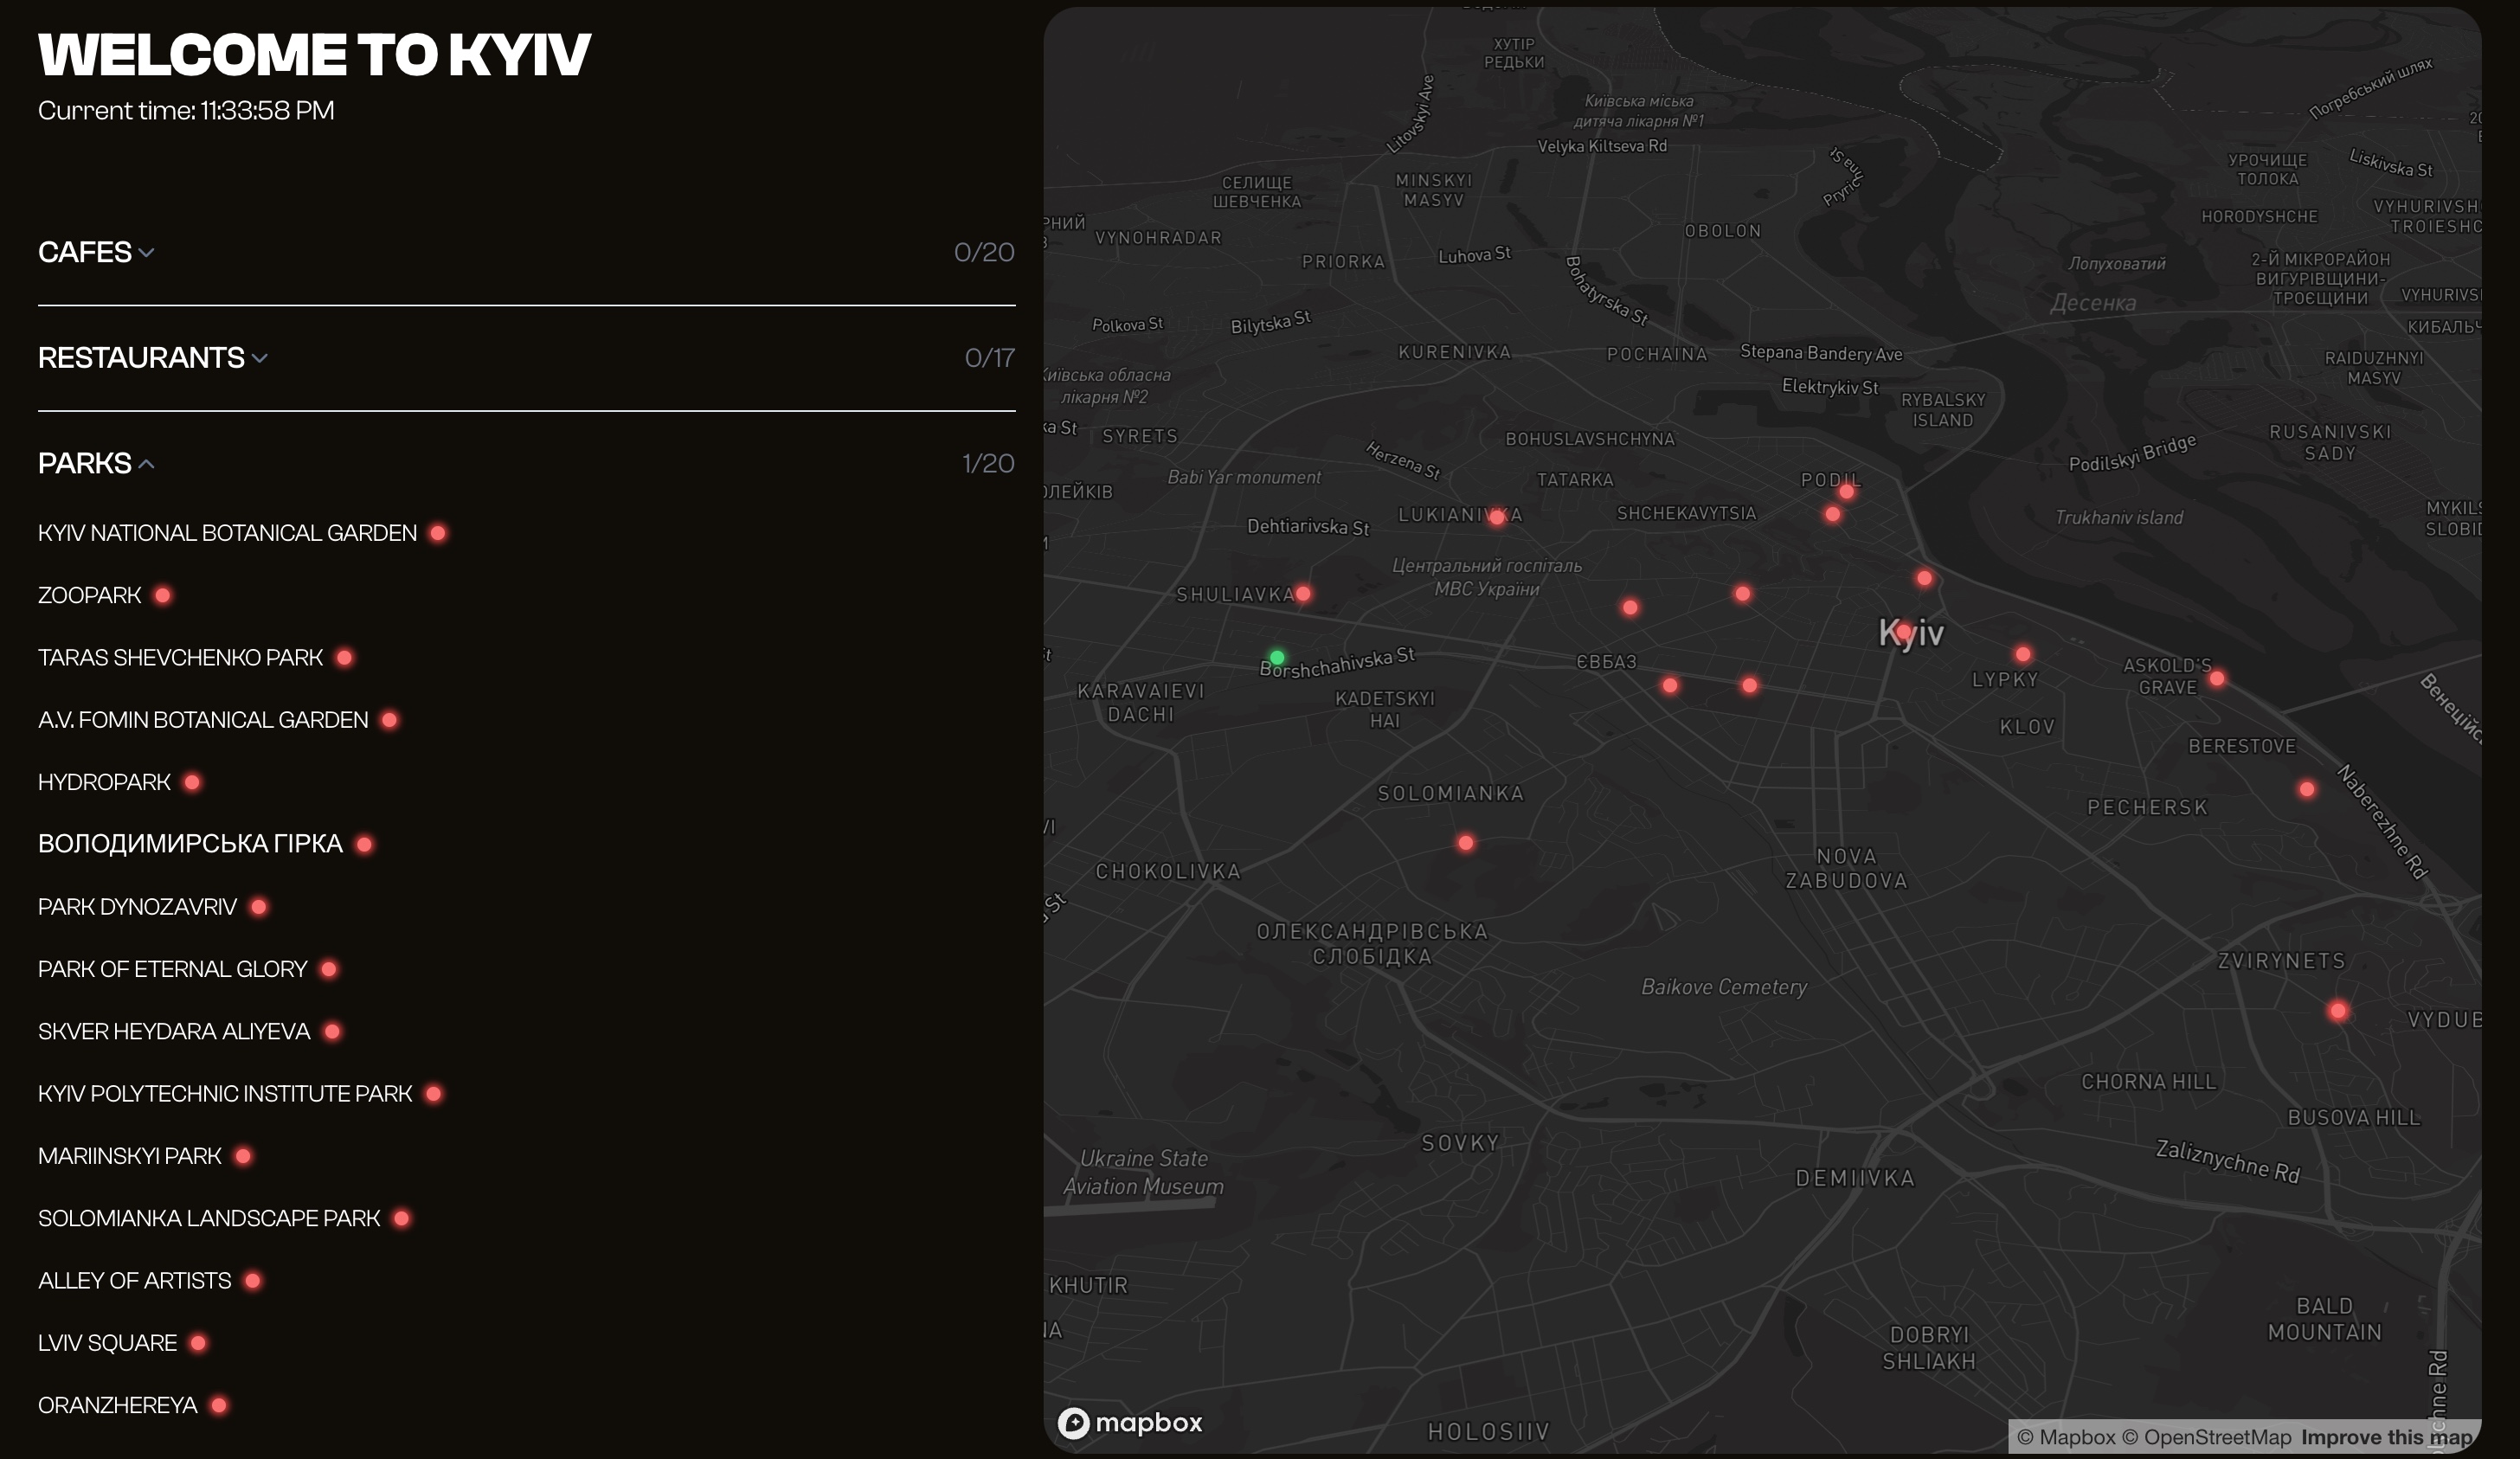 WELCOME TO KYIV
Current time: 11:33:58 PM
CAFES
0/20
RESTAURANTS
0/17
PARKS
1/20
KYIV NATIONAL BOTANICAL GARDEN
ZOOPARK
TARAS SHEVCHENKO PARK
A.V. FOMIN BOTANICAL GARDEN
HYDROPARK
ВОЛОДИМИРСЬКА ГІРКА
PARK DYNOZAVRIV
PARK OF ETERNAL GLORY
SKVER HEYDARA ALIYEVA
KYIV POLYTECHNIC INSTITUTE PARK
MARIINSKYI PARK
SOLOMIANKA LANDSCAPE PARK
ALLEY OF ARTISTS
LVIV SQUARE
ORANZHEREYA
ХУТІР
РЕДЬКИ
Litovskyi Ave
Київська міська
дитяча лікарня №1
Velyka Kiltseva Rd
Погребський шлях
СЕЛИЩЕ
ШЕВЧЕНКА
MINSKYI
MASYV
УРОЧИЩЕ
ТОЛОКА
Liskivska St
HORODYSHCHE
VYNOHRADAR
OBOLON
PRIORKA
Luhova St
Bohatyrska St
Лопуховатий
Десенка
2-Й МІКРОРАЙОН
ВИГУРІВЩИНИ-
ТРОЄЩИНИ
Polkova St
Bilytska St
KURENIVKA
POCHAINA
Stepana Bandery Ave
RAIDUZHNYI
MASYV
Київська обласна
лікарня №2
Elektrykiv St
RYBALSKY
ISLAND
SYRETS
Herzena St
BOHUSLAVSHCHYNA
RUSANIVSKI
SADY
Podilskyi Bridge
Babi Yar monument
TATARKA
PODIL
LUKIANIVKA
SHCHEKAVYTSIA
Trukhaniv island
Dehtiarivska St
Центральний госпіталь
МВС України
SHULIAVKA
Kyiv
Borshchahivska St
ЄВБАЗ
LYPKY
ASKOLD'S
GRAVE
KARAVAIEVI
DACHI
KADETSKYI
HAI
KLOV
BERESTOVE
SOLOMIANKA
PECHERSK
Naberezhne Rd
CHOKOLIVKA
NOVA
ZABUDOVA
ОЛЕКСАНДРІВСЬКА
СЛОБІДКА
Baikove Cemetery
ZVIRYNETS
CHORNA HILL
BUSOVA HILL
SOVKY
Ukraine State
Aviation Museum
DEMIIVKA
Zaliznychne Rd
KHUTIR
BALD
MOUNTAIN
DOBRYI
SHLIAKH
HOLOSIIV
mapbox
© Mapbox © OpenStreetMap Improve this map